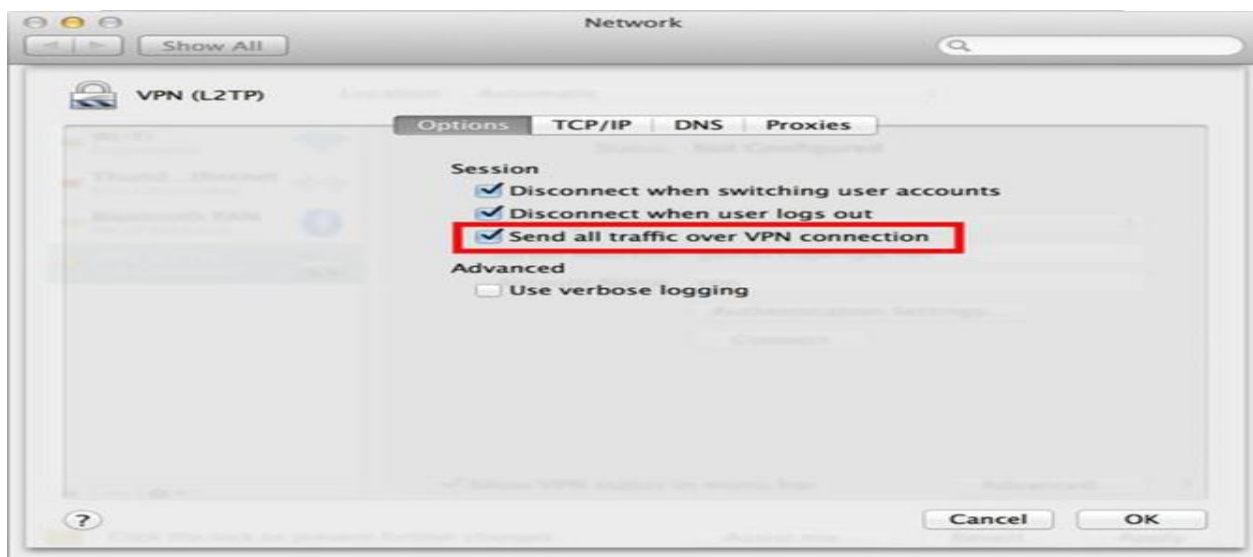 Network
Show All
VPN (L2TP)
Options TCP/IP DNS Proxies
Session
Disconnect when switching user accounts
Disconnect when user logs out
Send all traffic over VPN connection
Advanced
Use verbose logging
? Cancel OK